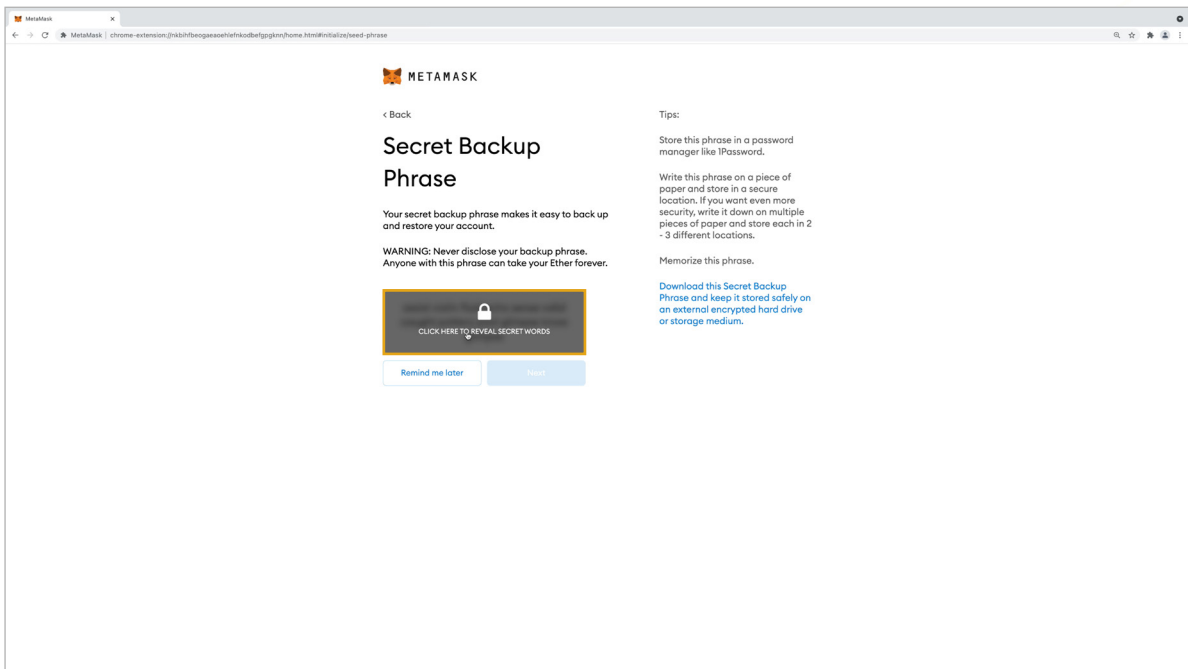 MetaMask
MetaMask | chrome-extension://nkbihfbeogaeaoehlefnkodbefgpgknn/home.html#initialize/seed-phrase
METAMASK
< Back
Secret Backup
Phrase
Your secret backup phrase makes it easy to back up
and restore your account.
WARNING: Never disclose your backup phrase.
Anyone with this phrase can take your Ether forever.
CLICK HERE TO REVEAL SECRET WORDS
Remind me later
Next
Tips:
Store this phrase in a password
manager like 1Password.
Write this phrase on a piece of
paper and store in a secure
location. If you want even more
security, write it down on multiple
pieces of paper and store each in 2
- 3 different locations.
Memorize this phrase.
Download this Secret Backup
Phrase and keep it stored safely on
an external encrypted hard drive
or storage medium.